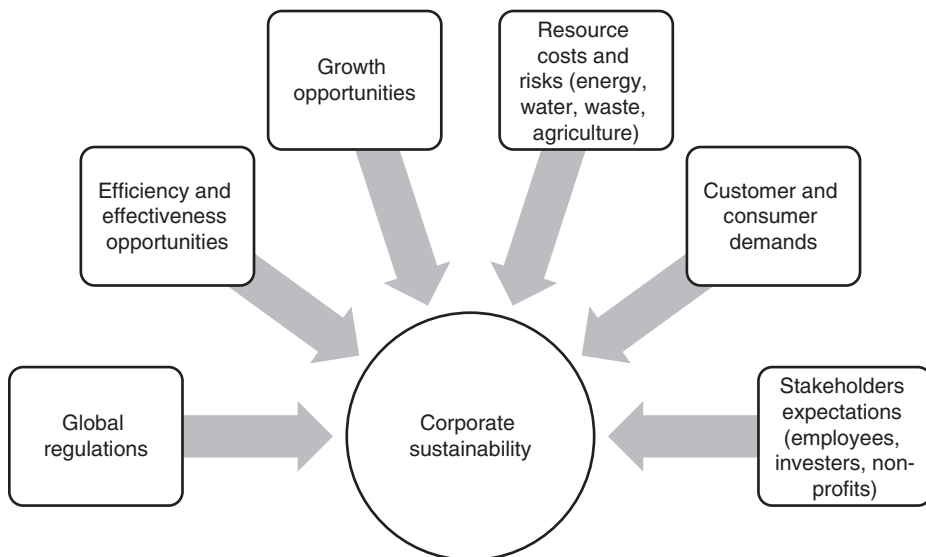 Growth
opportunities
Resource
costs and
risks (energy,
water, waste,
agriculture)
Efficiency and
effectiveness
opportunities
Customer and
consumer
demands
Global
regulations
Corporate
sustainability
Stakeholders
expectations
(employees,
investers, non-
profits)